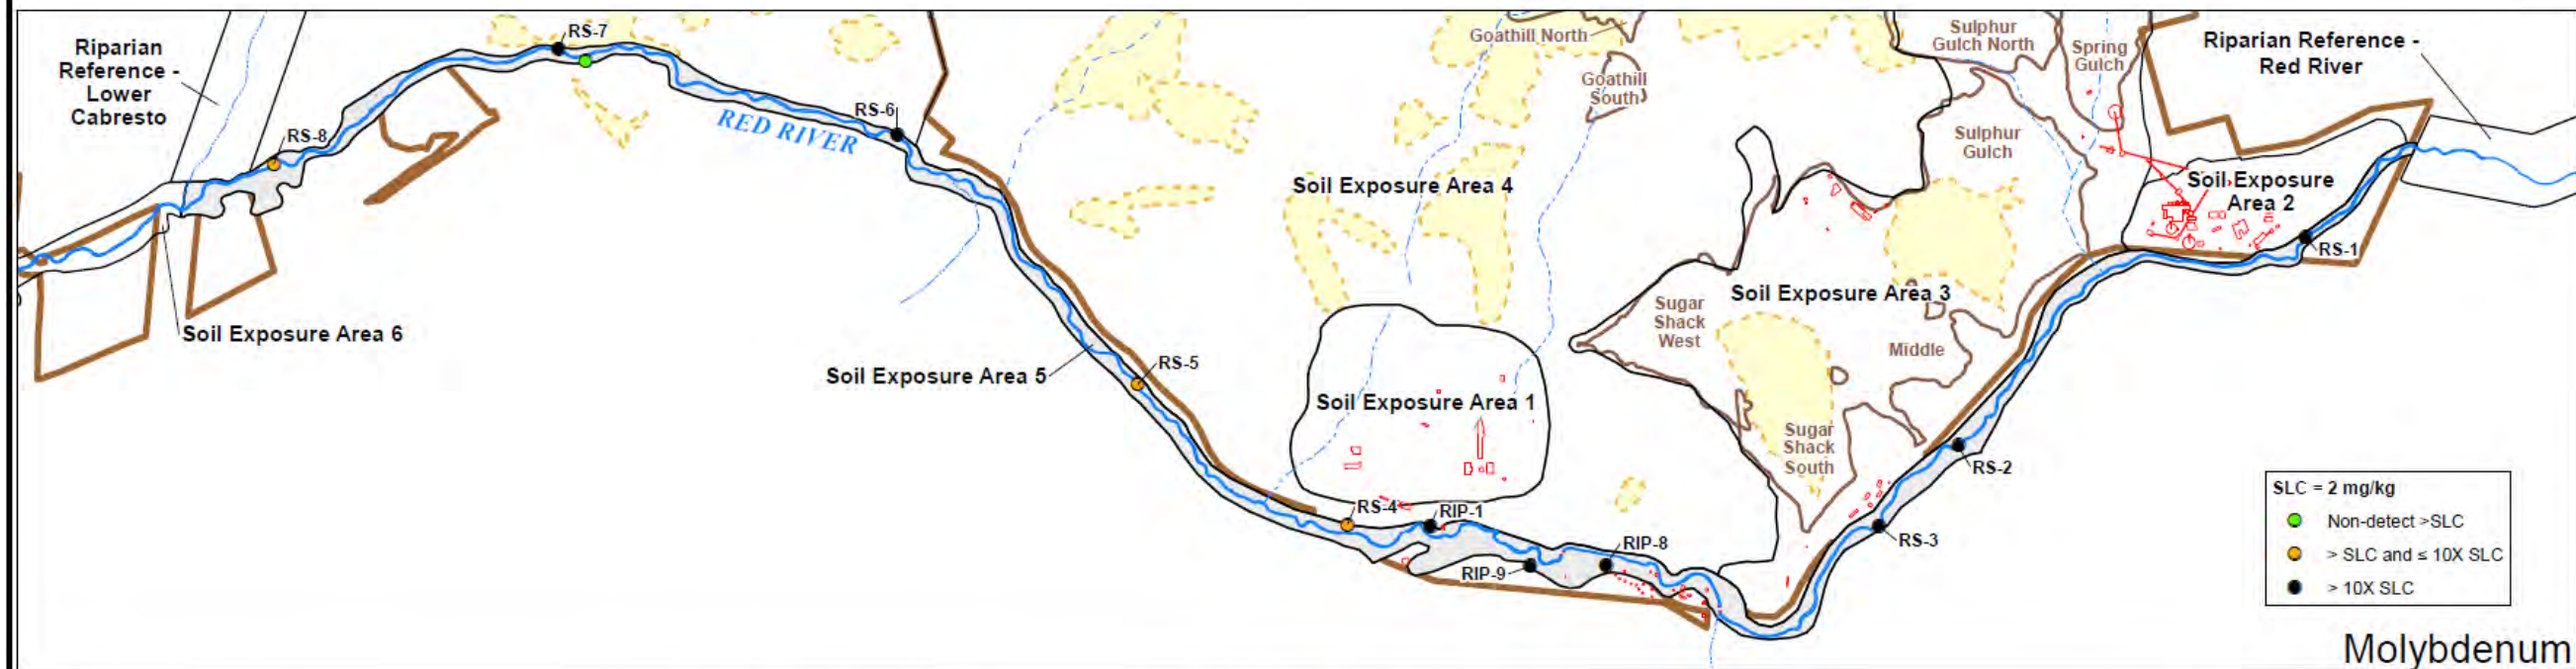 Riparian
Reference -
Lower
Cabresto
RS-7
RS-8
RED RIVER
RS-6
Goathill North
Goathill
South
Sulphur
Gulch North
Spring
Gulch
Riparian Reference -
Red River
Sulphur
Gulch
Soil Exposure Area 4
Soil Exposure
Area 2
RS-1
Soil Exposure Area 6
Soil Exposure Area 5
RS-5
Soil Exposure Area 3
Sugar
Shack
West
Middle
Soil Exposure Area 1
Sugar
Shack
South
RS-2
RS-4
RIP-1
RIP-8
RIP-9
RS-3
SLC = 2 mg/kg
Non-detect >SLC
> SLC and ≤ 10X SLC
> 10X SLC
Molybdenum